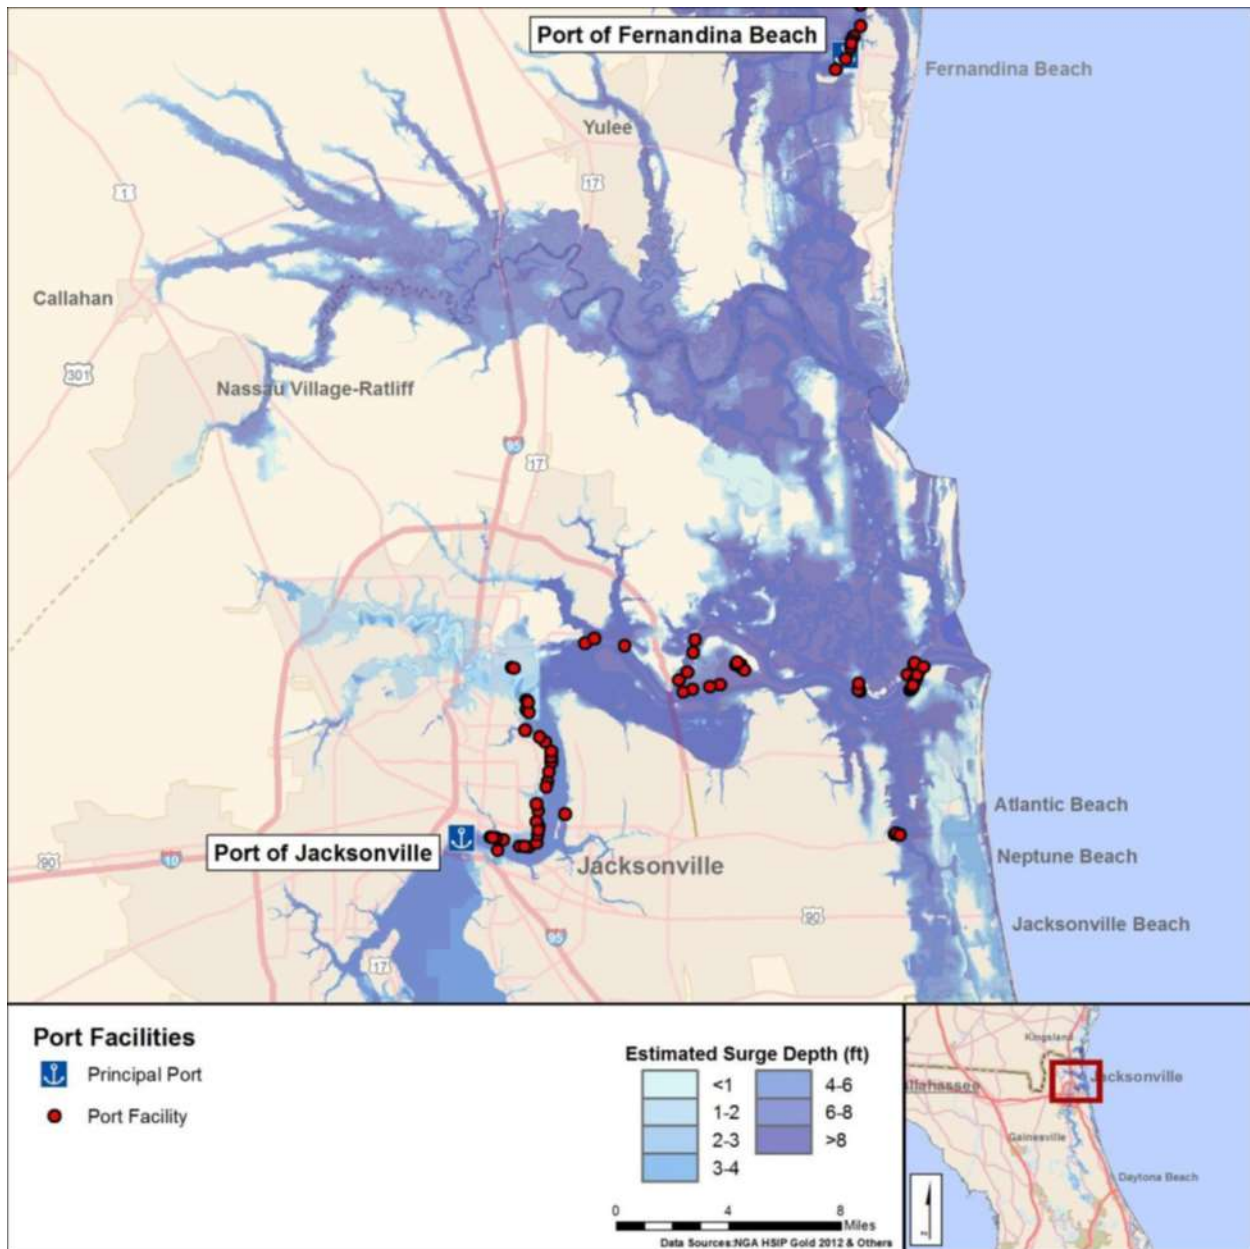 Port of Fernandina Beach
Fernandina Beach
Yulee
17
1
Callahan
301
Nassau Village-Ratliff
95
17
Port of Jacksonville
90
10
Jacksonville
Atlantic Beach
Neptune Beach
90
Jacksonville Beach
95
17
Port Facilities
Principal Port
Port Facility
Estimated Surge Depth (ft)
<1
1-2
2-3
3-4
4-6
6-8
>8
0 4 8
Miles
Data Sources:NGA HSIP Gold 2012 & Others
Kingsland
Jacksonville
llahassee
Gainesville
Daytona Beach